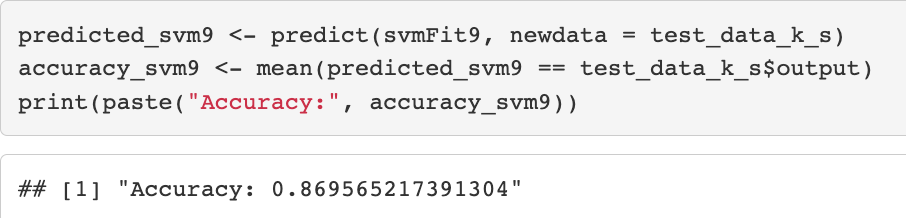 predicted_svm9 <- predict(svmFit9, newdata = test_data_k_s)
accuracy_svm9 <- mean(predicted_svm9 == test_data_k_s$output)
print(paste("Accuracy:", accuracy_svm9))
## [1] "Accuracy: 0.869565217391304"